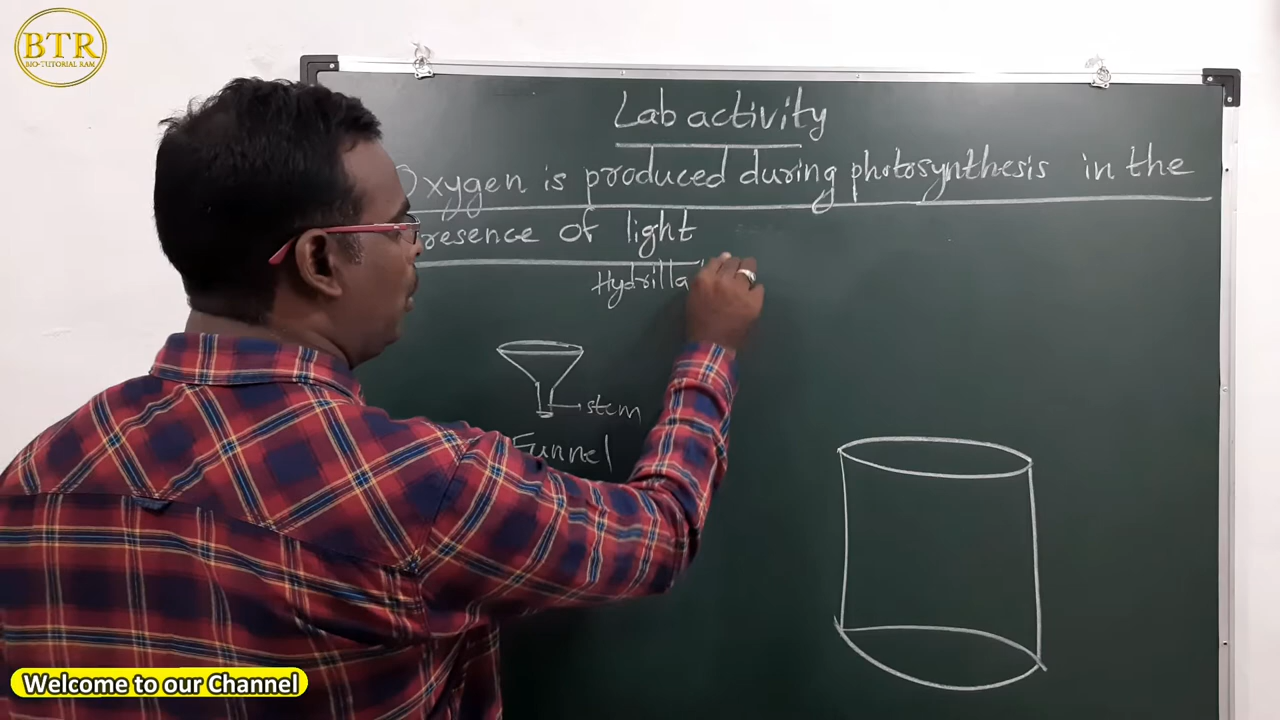 BTR
BIO-TUTORIAL RAM
Lab activity
Oxygen is produced during photosynthesis in the
presence of light
Hydrilla
stem
Funnel
Welcome to our Channel